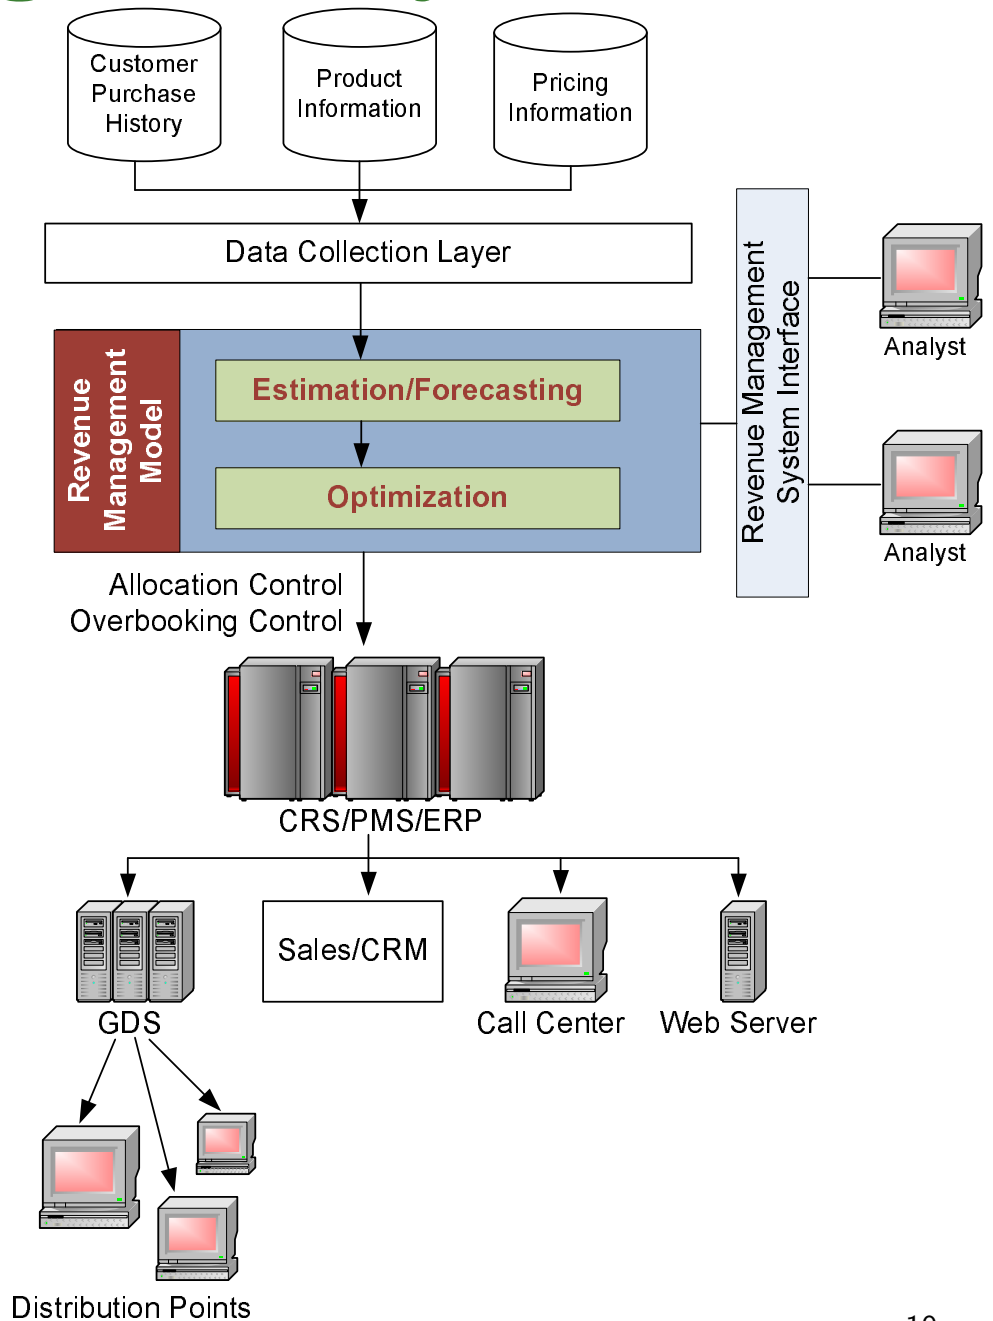 Customer
Purchase
History
Product
Information
Pricing
Information
Data Collection Layer
Revenue
Management
Model
Estimation/Forecasting
Optimization
Revenue Management
System Interface
Analyst
Analyst
Allocation Control
Overbooking Control
CRS/PMS/ERP
GDS
Sales/CRM
Call Center
Web Server
Distribution Points